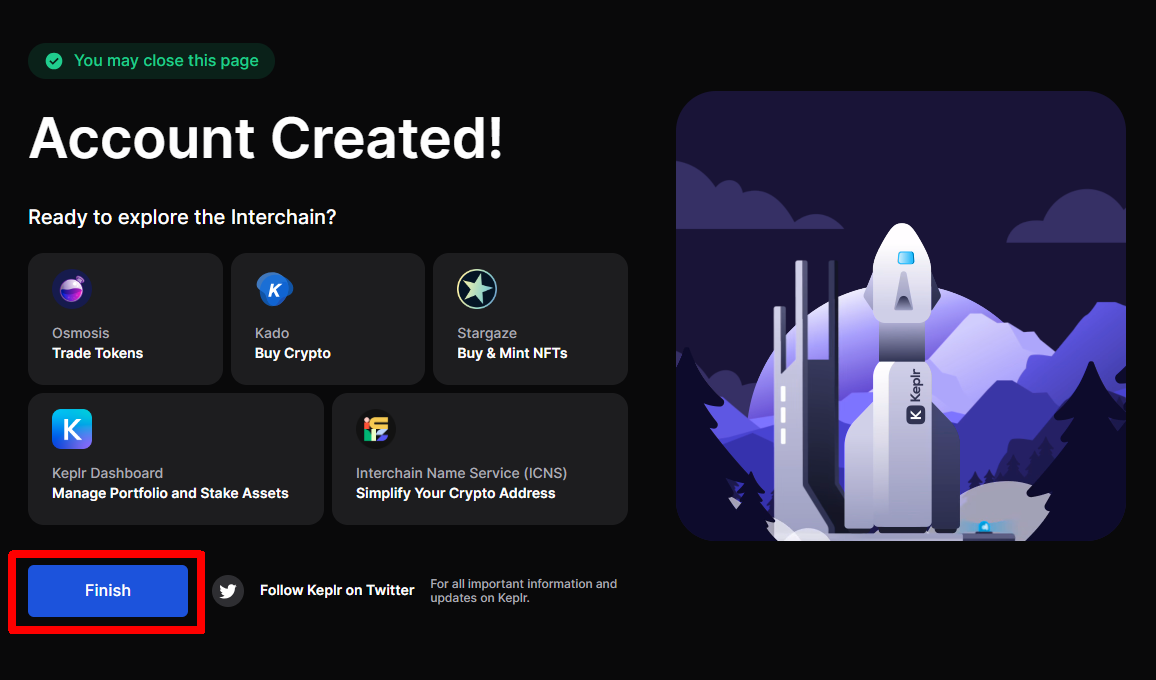 You may close this page
Account Created!
Ready to explore the Interchain?
Osmosis
Trade Tokens
K
Kado
Buy Crypto
Stargaze
Buy & Mint NFTs
K
Keplr Dashboard
Manage Portfolio and Stake Assets
Interchain Name Service (ICNS)
Simplify Your Crypto Address
K Keplr
Finish
Follow Keplr on Twitter
For all important information and
updates on Keplr.